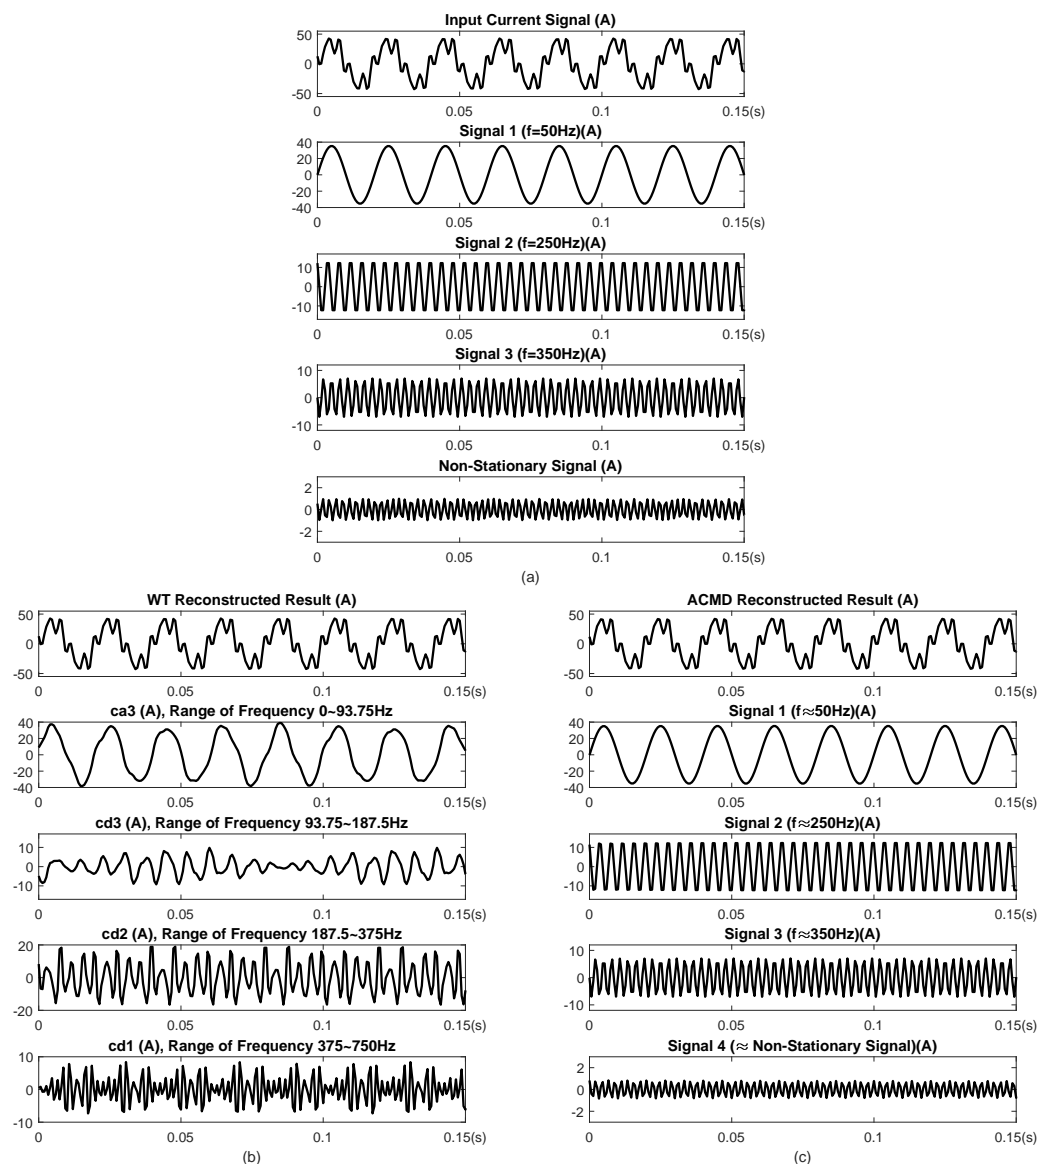 Input Current Signal (A)
50
0
-50
0 0.05 0.1 0.15(s)
Signal 1 (f=50Hz)(A)
40
20
0
-20
-40
0 0.05 0.1 0.15(s)
Signal 2 (f=250Hz)(A)
10
0
-10
0 0.05 0.1 0.15(s)
Signal 3 (f=350Hz)(A)
10
0
-10
0 0.05 0.1 0.15(s)
Non-Stationary Signal (A)
2
0
-2
0 0.05 0.1 0.15(s)
(a)
WT Reconstructed Result (A)
50
0
-50
0 0.05 0.1 0.15(s)
ca3 (A), Range of Frequency 0~93.75Hz
40
20
0
-20
-40
0 0.05 0.1 0.15(s)
cd3 (A), Range of Frequency 93.75~187.5Hz
10
0
-10
0 0.05 0.1 0.15(s)
cd2 (A), Range of Frequency 187.5~375Hz
20
0
-20
0 0.05 0.1 0.15(s)
cd1 (A), Range of Frequency 375~750Hz
10
0
-10
0 0.05 0.1 0.15(s)
(b)
ACMD Reconstructed Result (A)
50
0
-50
0 0.05 0.1 0.15(s)
Signal 1 (f≈50Hz)(A)
40
20
0
-20
-40
0 0.05 0.1 0.15(s)
Signal 2 (f≈250Hz)(A)
10
0
-10
0 0.05 0.1 0.15(s)
Signal 3 (f≈350Hz)(A)
10
0
-10
0 0.05 0.1 0.15(s)
Signal 4 (≈ Non-Stationary Signal)(A)
2
0
-2
0 0.05 0.1 0.15(s)
(c)